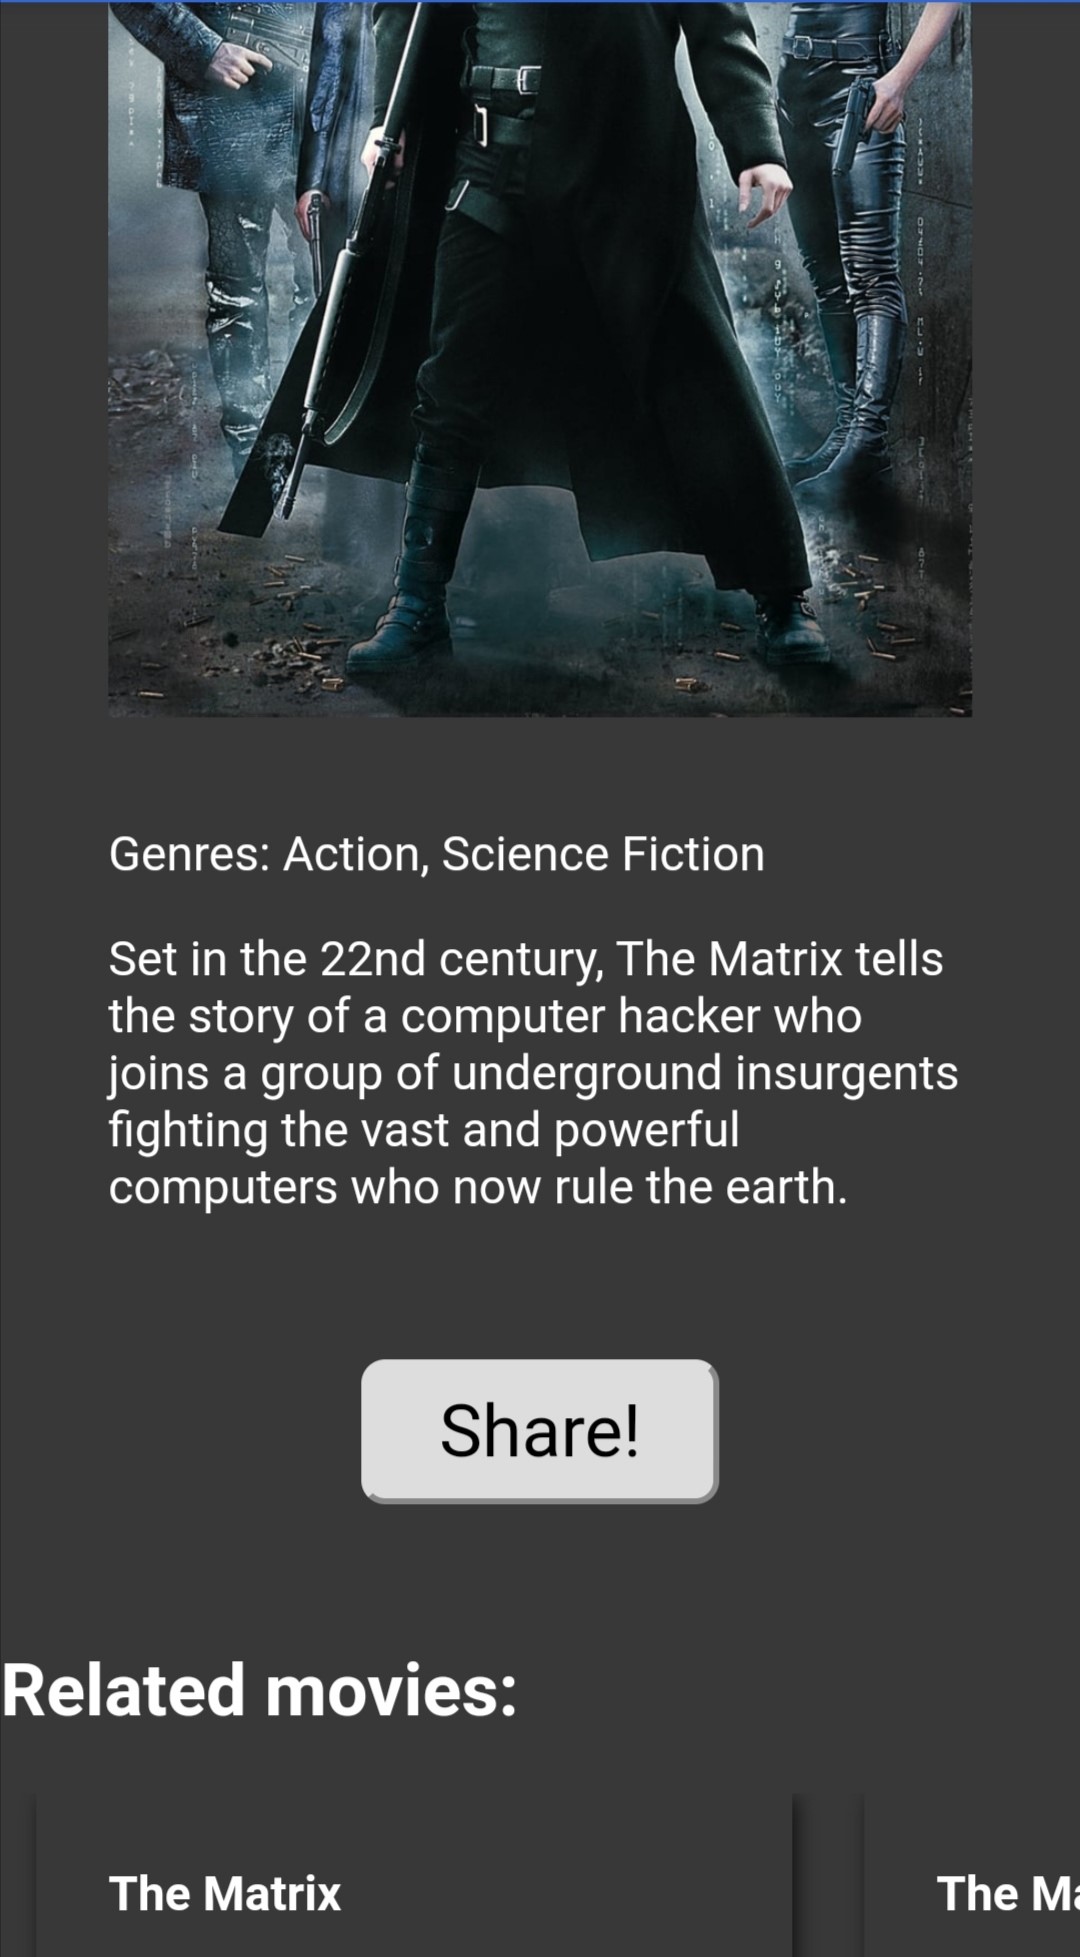 Genres: Action, Science Fiction
Set in the 22nd century, The Matrix tells
the story of a computer hacker who
joins a group of underground insurgents
fighting the vast and powerful
computers who now rule the earth.
Share!
Related movies:
The Matrix
The Ma